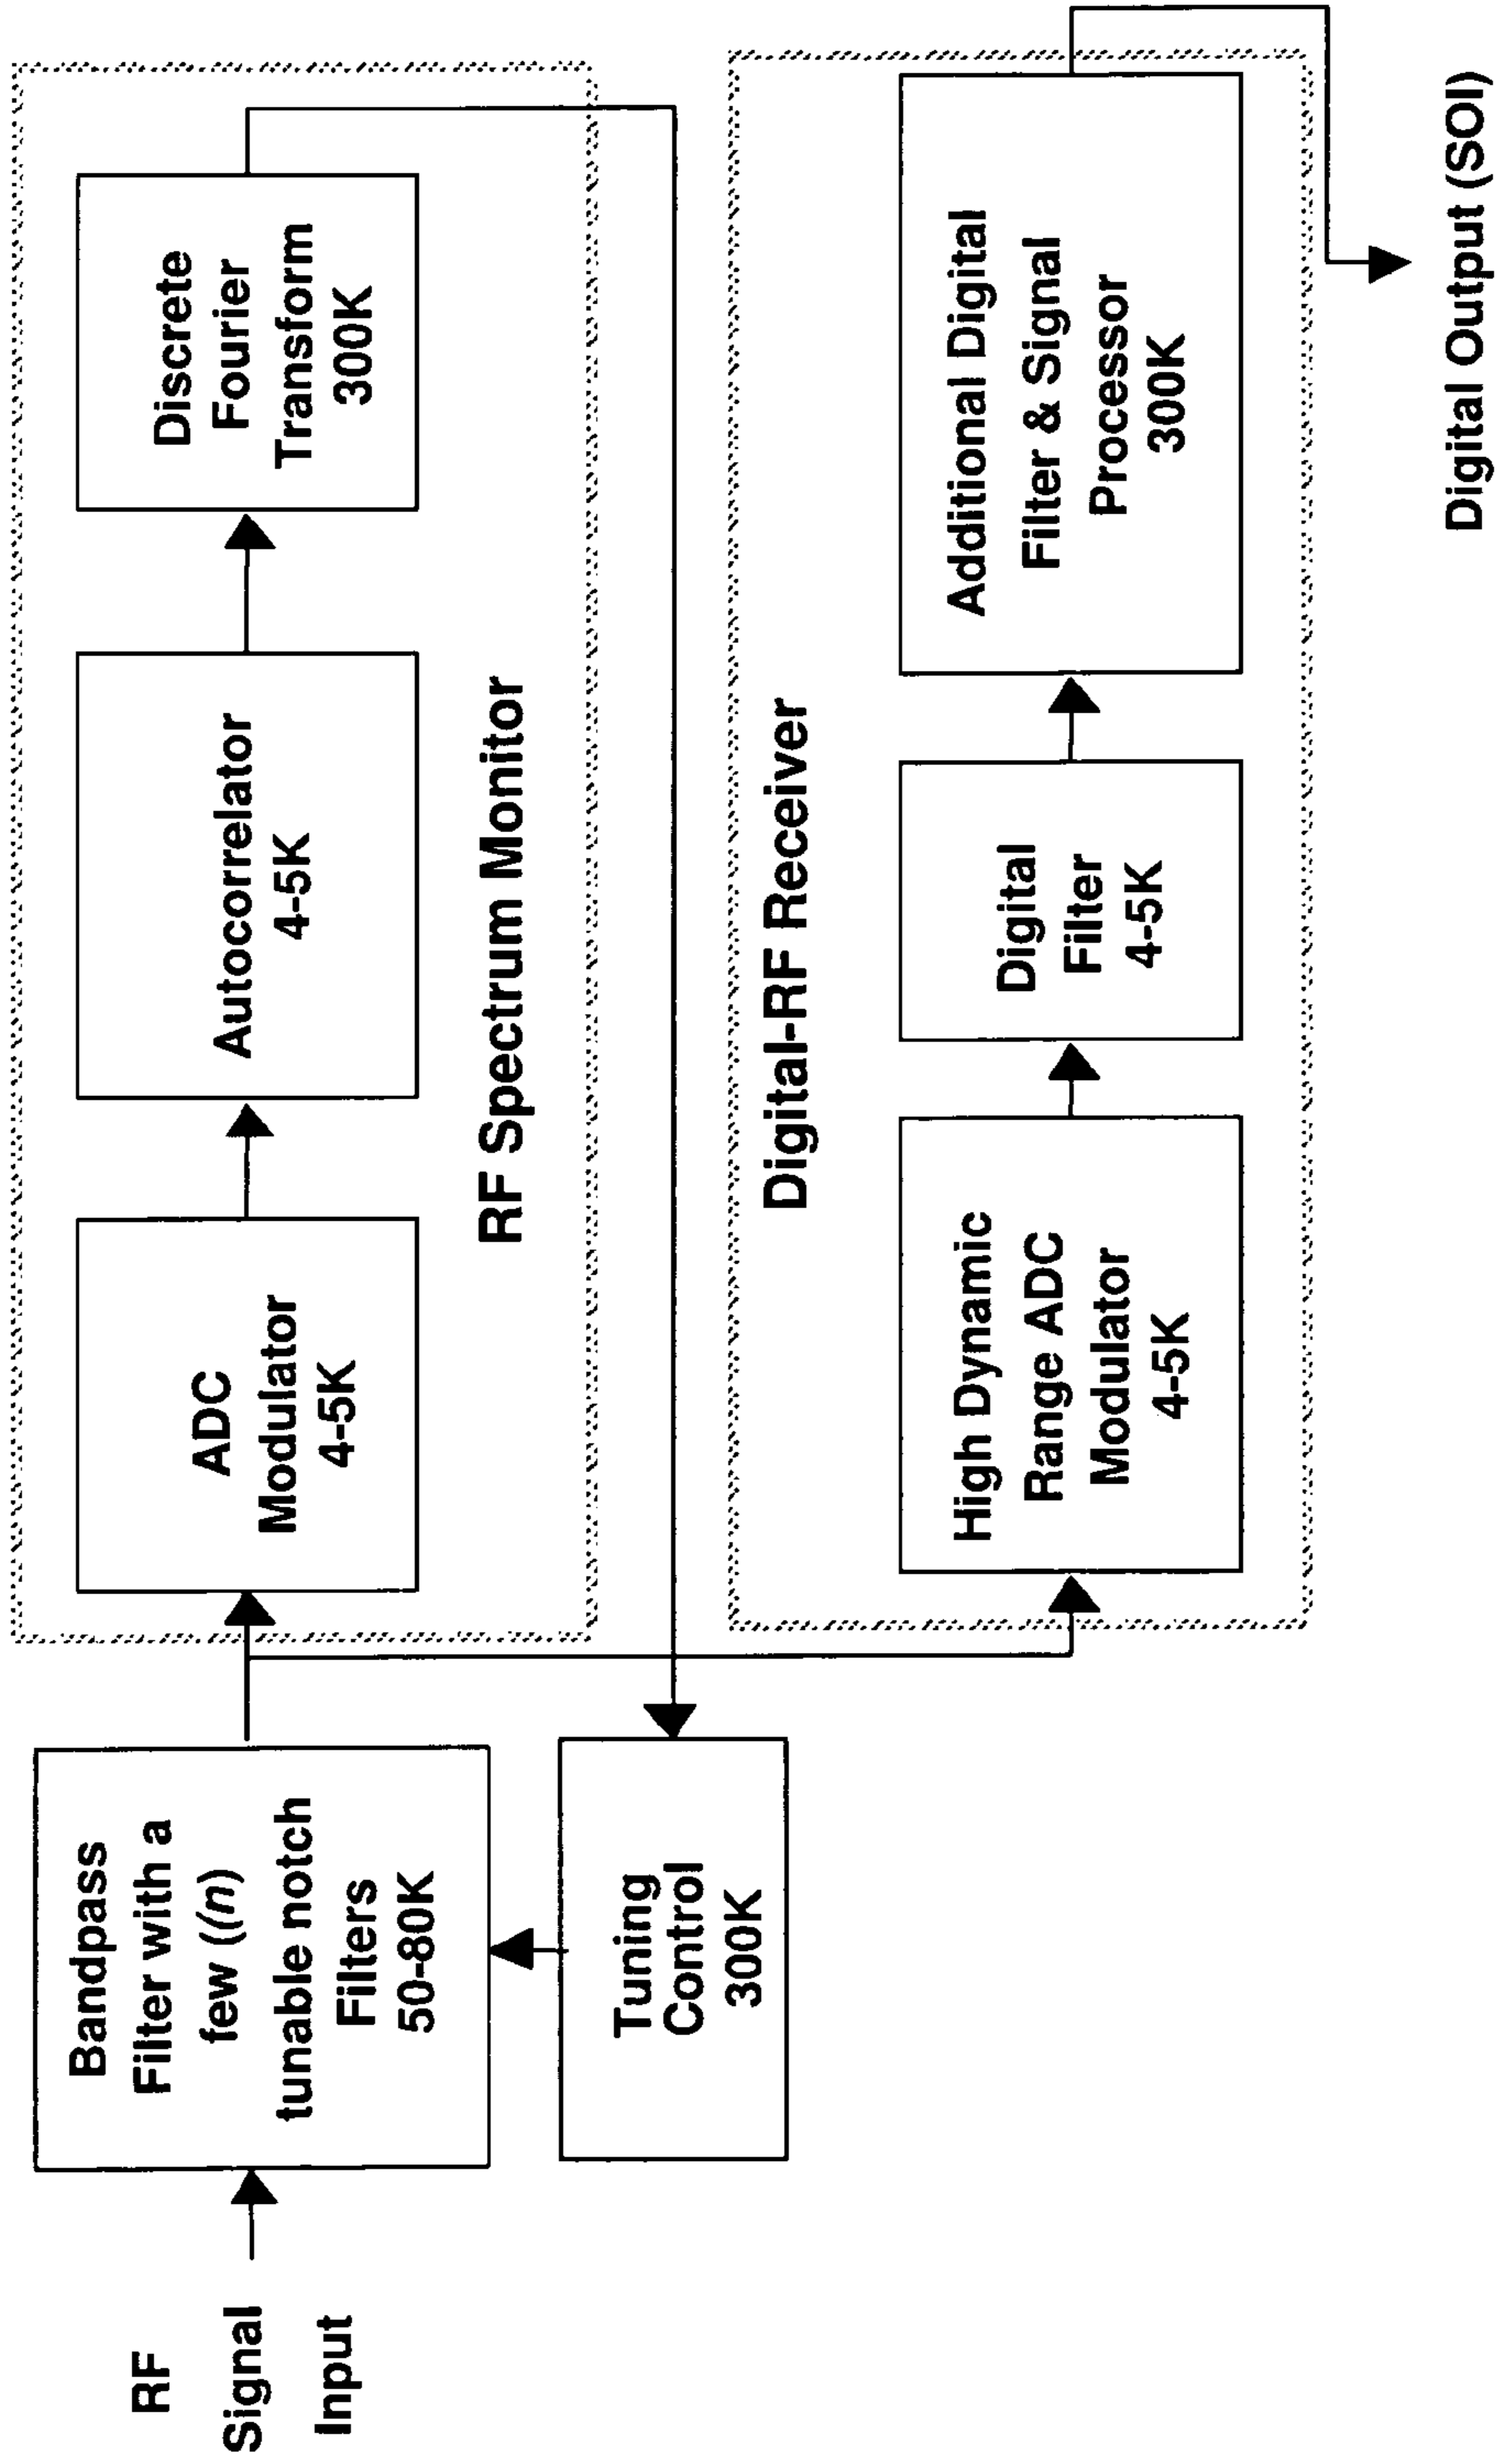 RF
Signal
Input
Bandpass
Filter with a
few ((n)
tunable notch
Filters
50-80K
Tuning
Control
300K
ADC
Modulator
4-5K
Autocorrelator
4-5K
Discrete
Fourier
Transform
300K
RF Spectrum Monitor
Digital-RF Receiver
High Dynamic
Range ADC
Modulator
4-5K
Digital
Filter
4-5K
Additional Digital
Filter & Signal
Processor
300K
Digital Output (SOI)